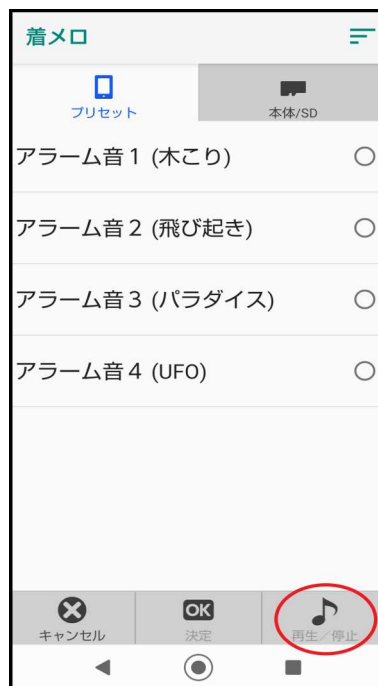 着メロ
プリセット
本体/SD
アラーム音1 (木こり)
アラーム音2 (飛び起き)
アラーム音3 (パラダイス)
アラーム音4 (UFO)
キャンセル
OK
決定
再生/停止